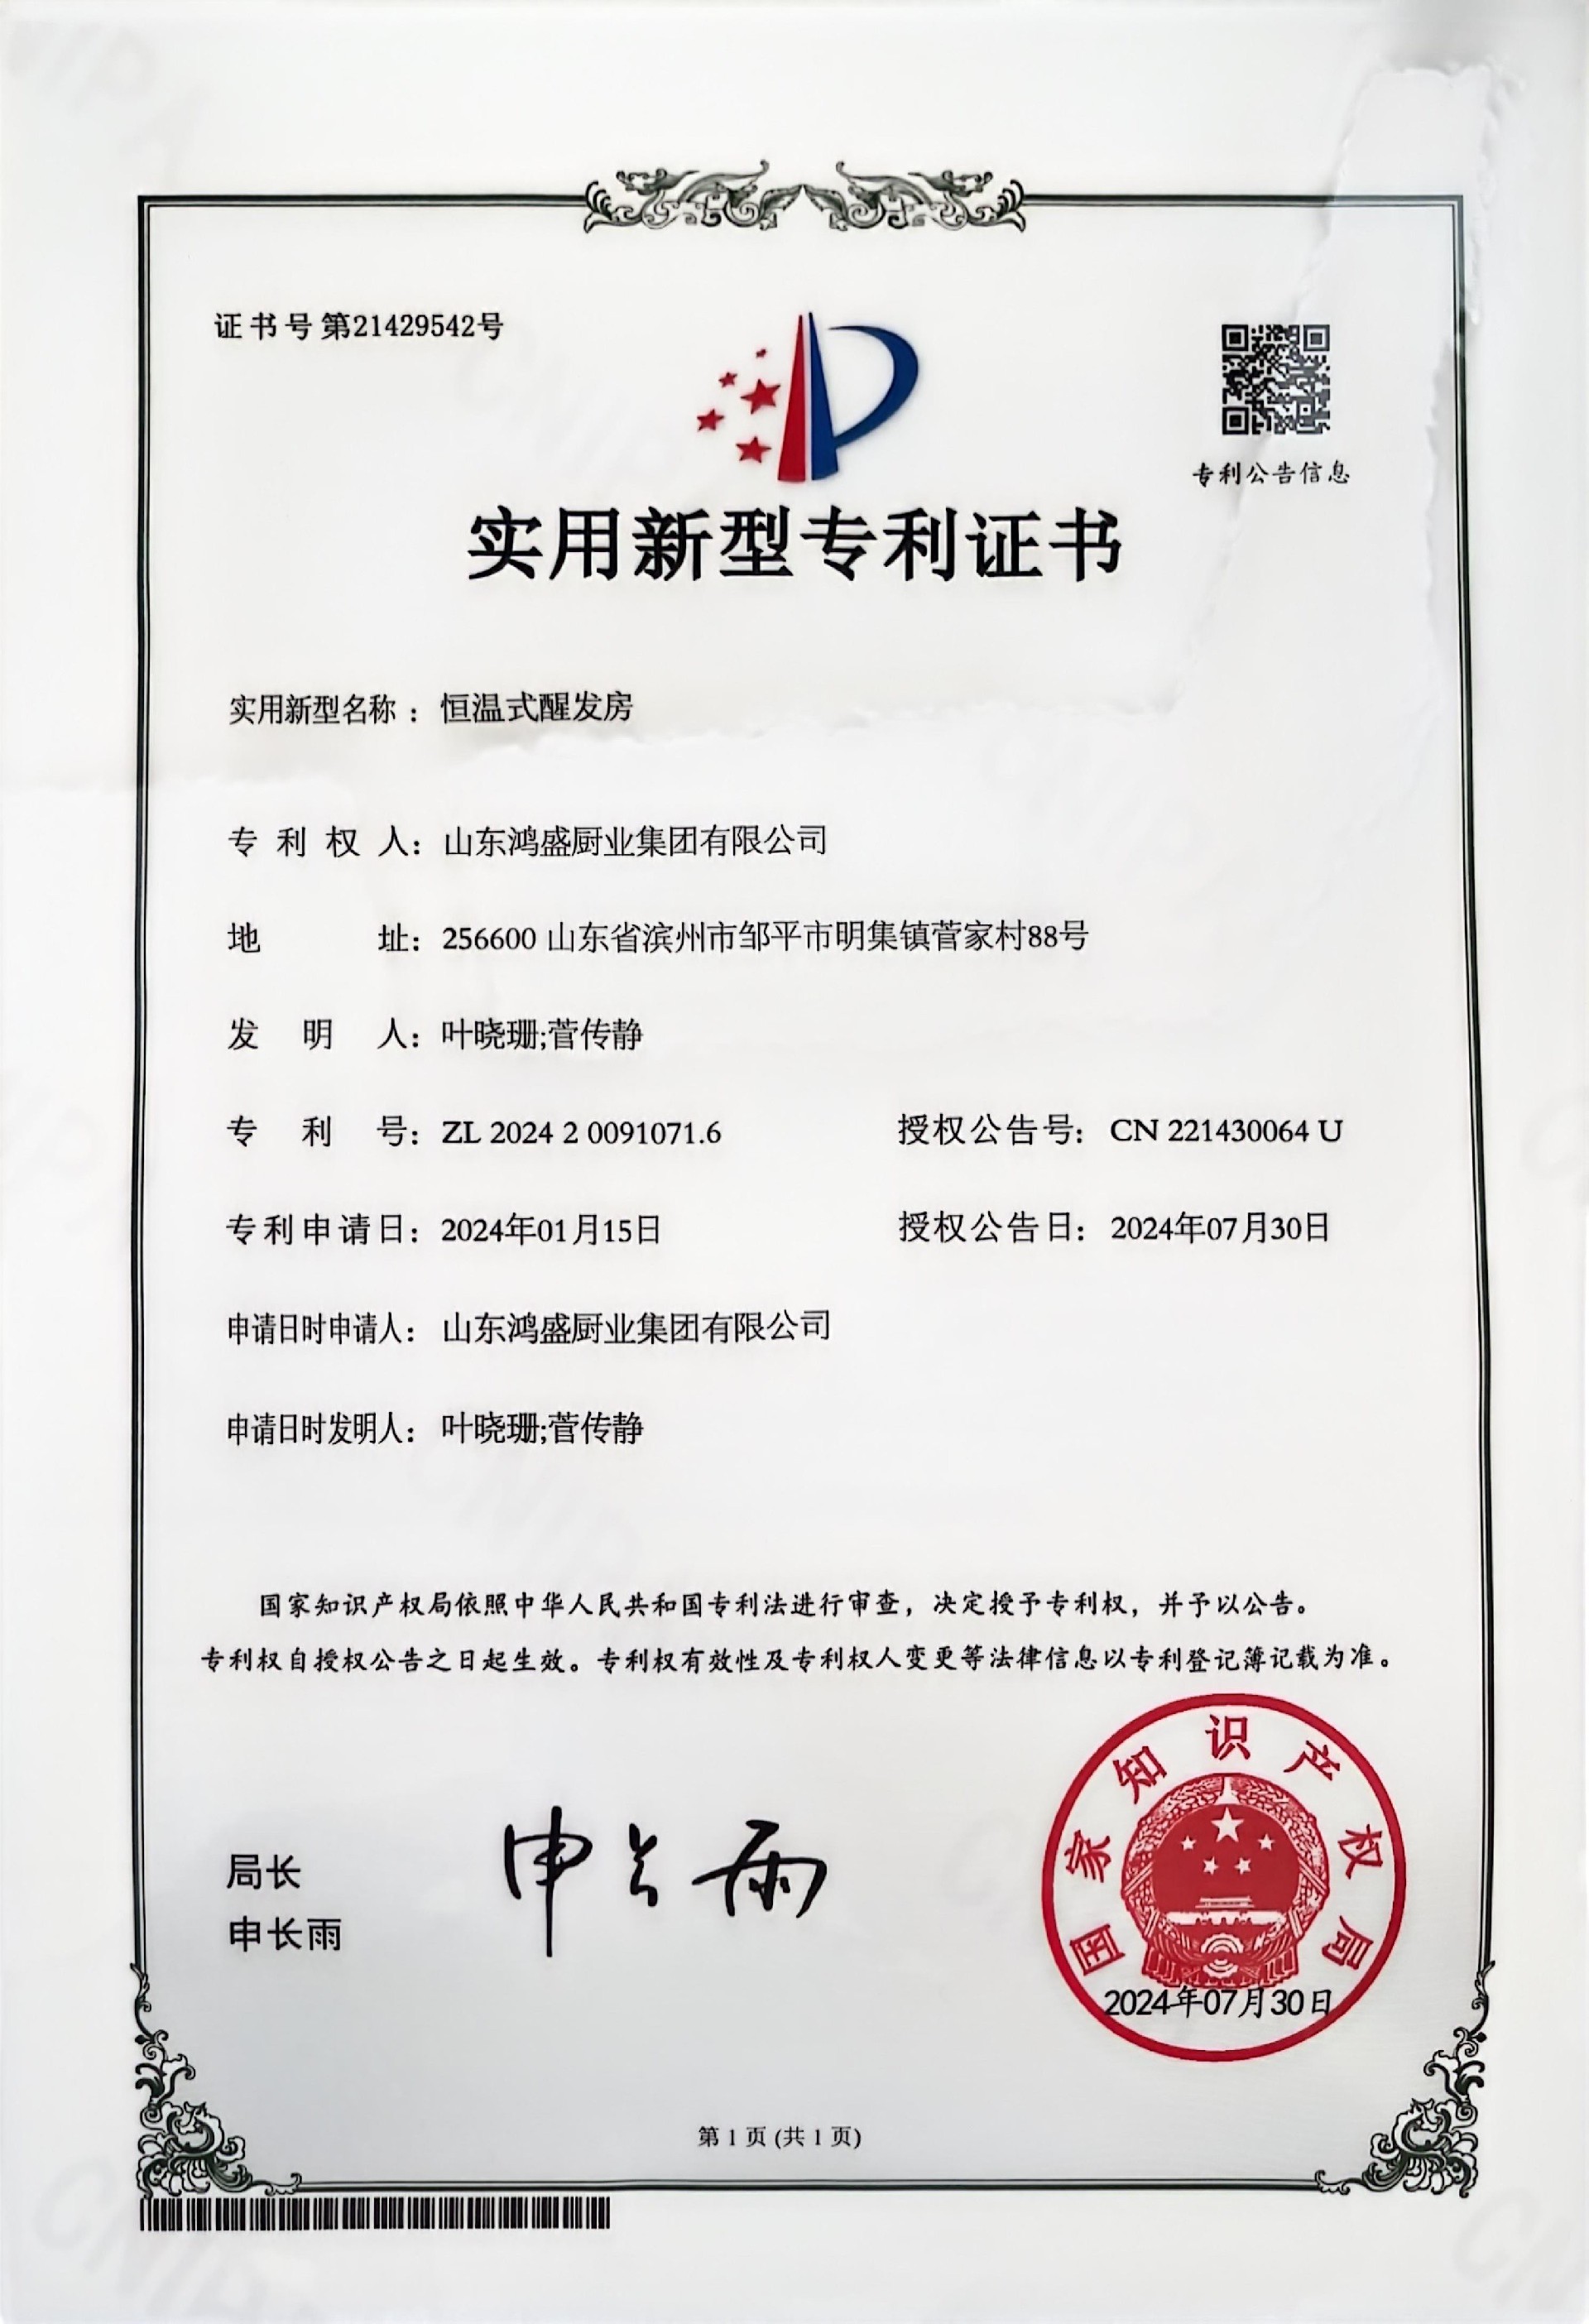 证书号第21429542号
专利公告信息
实用新型专利证书
实用新型名称：恒温式醒发房
专利权人：山东鸿盛厨业集团有限公司
地址：256600 山东省滨州市邹平市明集镇菅家村88号
发明人：叶晓珊;菅传静
专利号：ZL 2024 2 0091071.6 授权公告号：CN 221430064 U
专利申请日：2024年01月15日 授权公告日：2024年07月30日
申请日时申请人：山东鸿盛厨业集团有限公司
申请日时发明人：叶晓珊;菅传静
国家知识产权局依照中华人民共和国专利法进行审查，决定授予专利权，并予以公告。
专利权自授权公告之日起生效。专利权有效性及专利权人变更等法律信息以专利登记簿记载为准。
局长
申长雨
申长雨
国家知识产权局
2024年07月30日
第 1 页 (共 1 页)
CNIPA